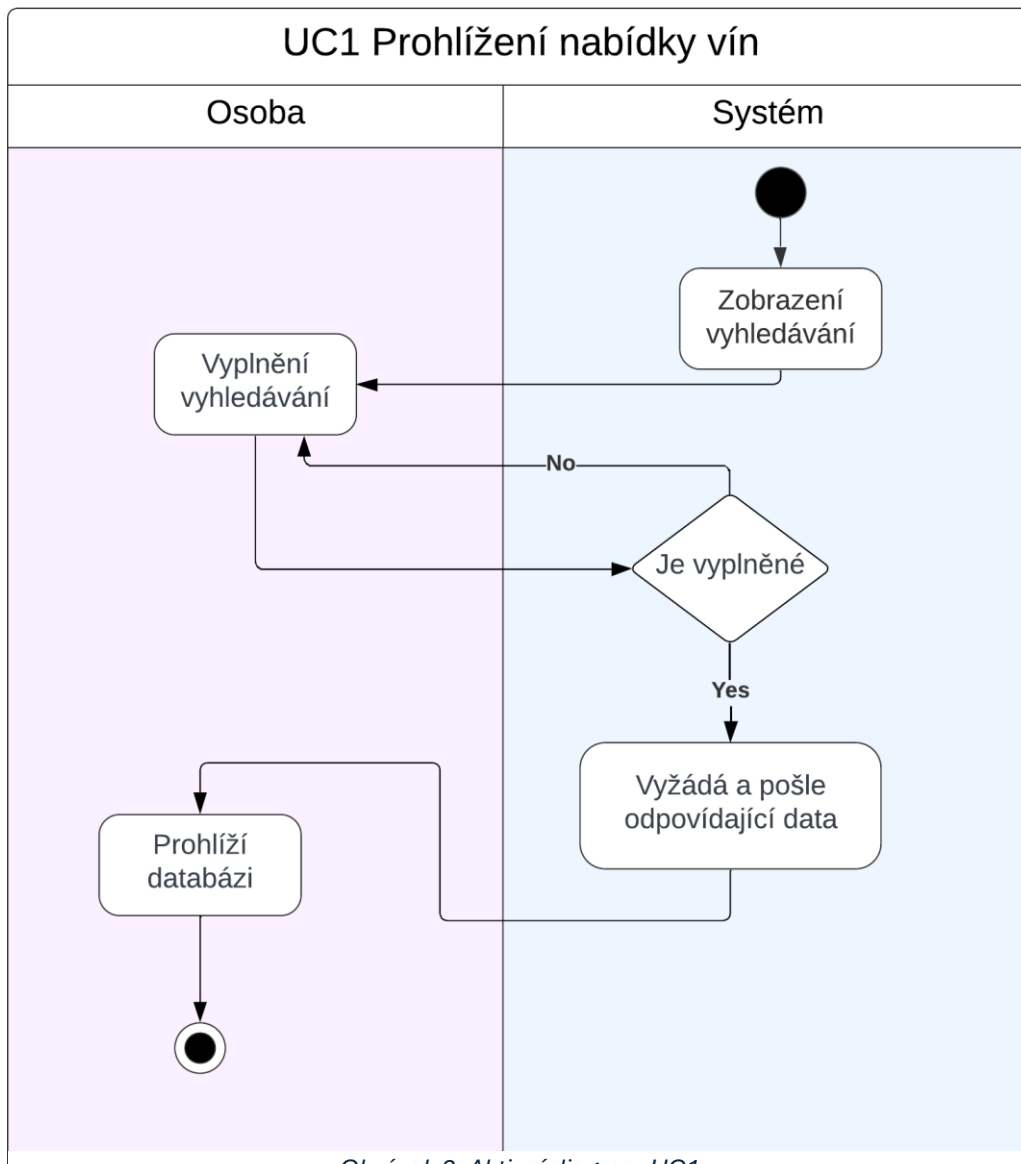 UC1 Prohlížení nabídky vín
Osoba
Systém
Zobrazení
vyhledávání
Vyplnění
vyhledávání
No
Je vyplněné
Yes
Vyžádá a pošle
odpovídající data
Prohlíží
databázi